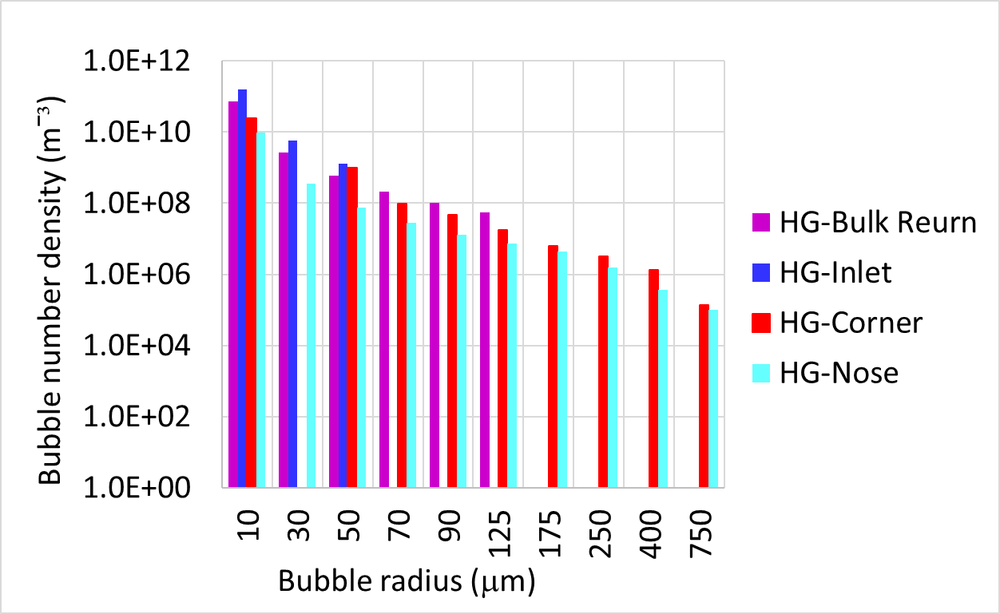 1.0E+12
1.0E+10
1.0E+08
1.0E+06
1.0E+04
1.0E+02
1.0E+00
Bubble number density (m⁻³)
10 30 50 70 90 125 175 250 400 750
Bubble radius (μm)
HG-Bulk Reurn
HG-Inlet
HG-Corner
HG-Nose